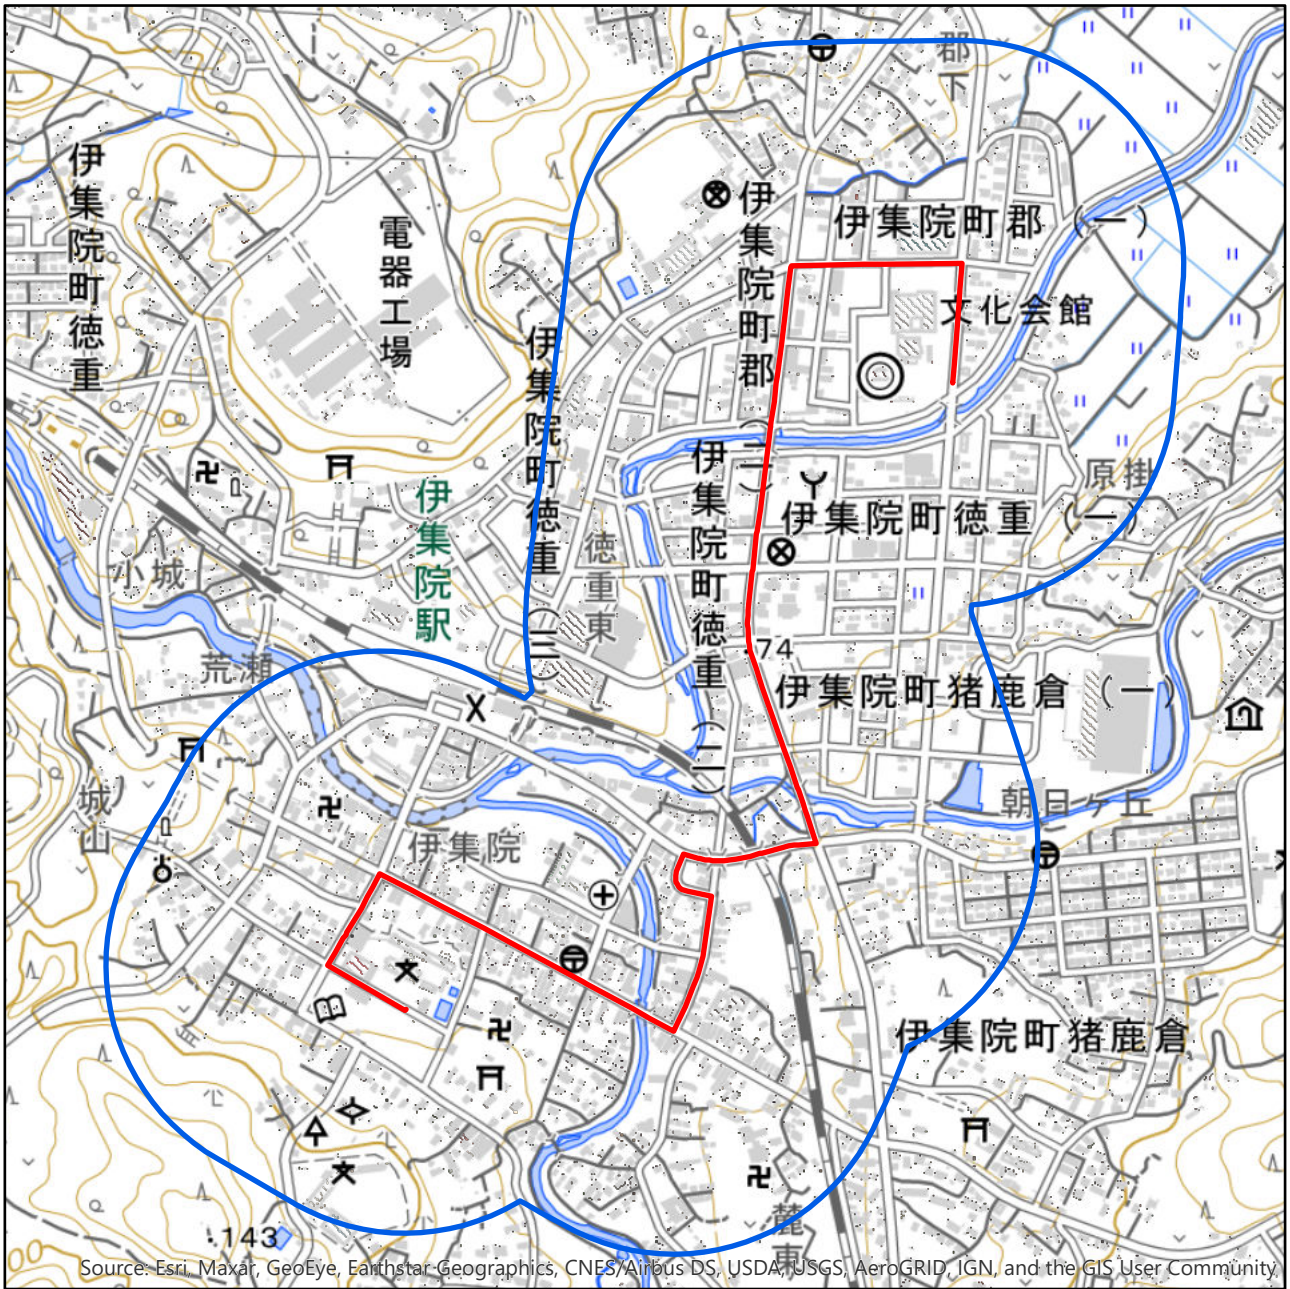 郡下
伊集院町郡
伊集院町郡（一）
文化会館
（二）
伊集院町徳重
電器工場
伊集院町徳重（三）
伊集院駅
徳重東
伊集院町徳重（二）
伊集院町徳重（一）
原掛
小城
荒瀬
74
伊集院町猪鹿倉（一）
朝日ヶ丘
城山
伊集院
伊集院町猪鹿倉
麓東
143
Source: Esri, Maxar, GeoEye, Earthstar Geographics, CNES/Airbus DS, USDA, USGS, AeroGRID, IGN, and the GIS User Community